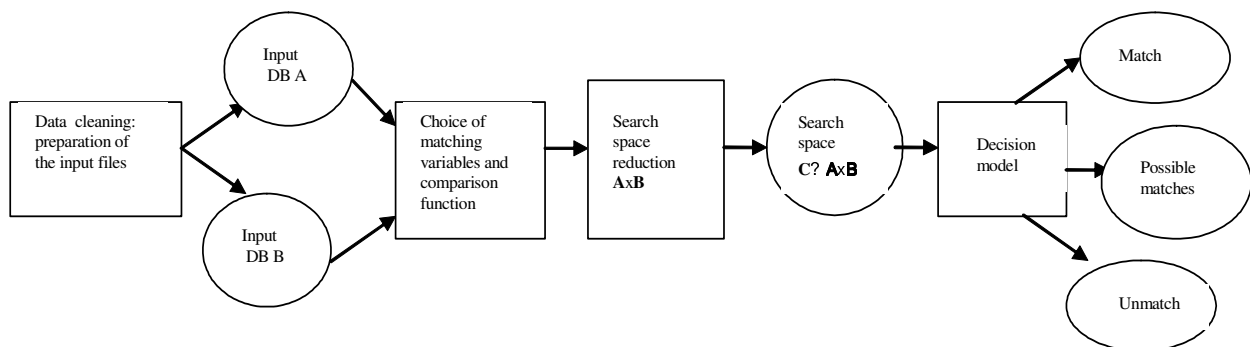 Data cleaning:
preparation of
the input files
Input
DB A
Input
DB B
Choice of
matching
variables and
comparison
function
Search
space
reduction
AxB
Search
space
C? AxB
Decision
model
Match
Possible
matches
Unmatch